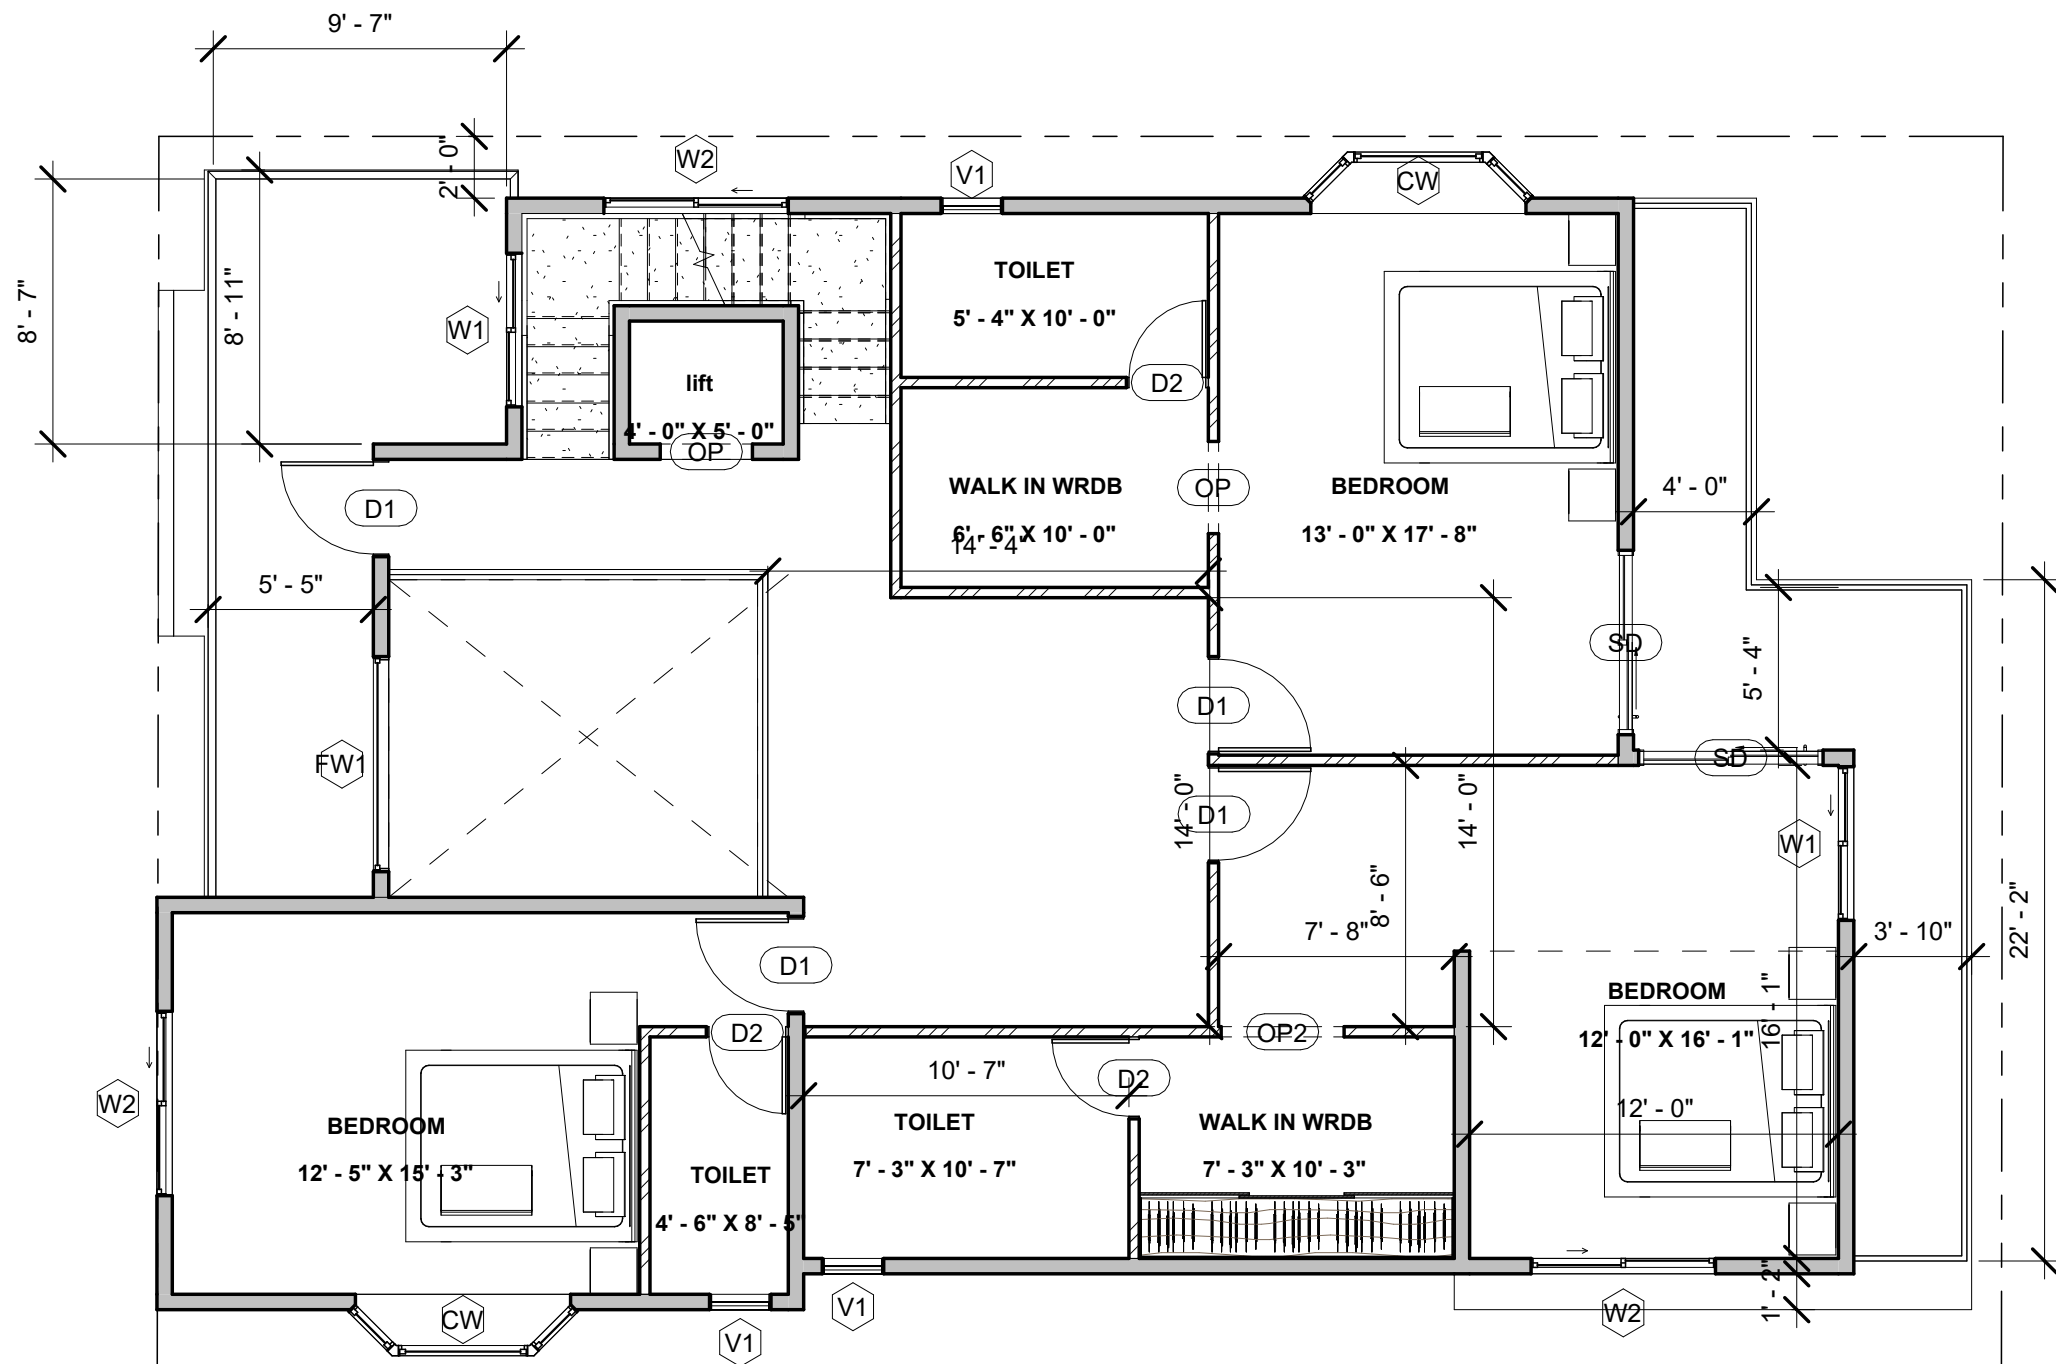 9' - 7"
2' - 0"
W2
V1
CW
8' - 7"
8' - 11"
W1
TOILET
5' - 4" X 10' - 0"
D2
lift
4' - 0" X 5' - 0"
OP
WALK IN WRDB
6' - 6" X 10' - 0"
14' - 4"
OP
BEDROOM
13' - 0" X 17' - 8"
4' - 0"
D1
5' - 5"
SD
5' - 4"
D1
SD
FW1
14' - 0"
D1
14' - 0"
W1
8' - 6"
7' - 8"
3' - 10"
22' - 2"
D1
BEDROOM
12' - 0" X 16' - 1"
16' - 1"
D2
OP2
10' - 7"
D2
W2
12' - 0"
BEDROOM
12' - 5" X 15' - 3"
TOILET
7' - 3" X 10' - 7"
WALK IN WRDB
7' - 3" X 10' - 3"
TOILET
4' - 6" X 8' - 5"
1' - 2"
CW
V1
V1
W2